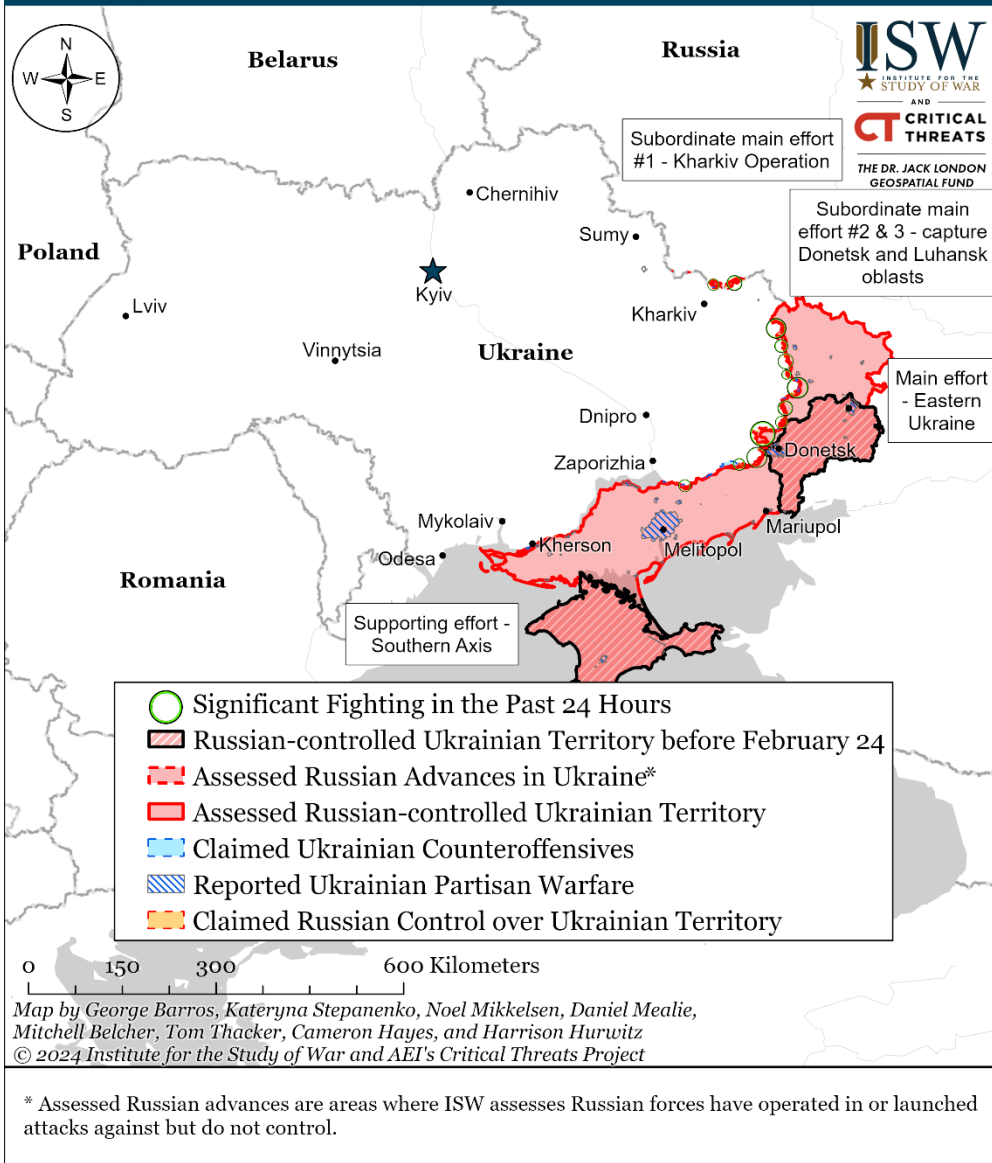 N
W
E
S
Belarus
Russia
ISW
INSTITUTE FOR THE
STUDY OF WAR
AND
CT CRITICAL
THREATS
THE DR. JACK LONDON
GEOSPATIAL FUND
Subordinate main effort
#1 - Kharkiv Operation
Subordinate main
effort #2 & 3 - capture
Donetsk and Luhansk
oblasts
Chernihiv
Sumy
Poland
Kyiv
Lviv
Kharkiv
Vinnytsia
Ukraine
Main effort
- Eastern
Ukraine
Dnipro
Donetsk
Zaporizhia
Mykolaiv
Mariupol
Kherson
Melitopol
Odesa
Romania
Supporting effort -
Southern Axis
Significant Fighting in the Past 24 Hours
Russian-controlled Ukrainian Territory before February 24
Assessed Russian Advances in Ukraine*
Assessed Russian-controlled Ukrainian Territory
Claimed Ukrainian Counteroffensives
Reported Ukrainian Partisan Warfare
Claimed Russian Control over Ukrainian Territory
0 150 300 600 Kilometers
Map by George Barros, Kateryna Stepanenko, Noel Mikkelsen, Daniel Mealie,
Mitchell Belcher, Tom Thacker, Cameron Hayes, and Harrison Hurwitz
© 2024 Institute for the Study of War and AEI's Critical Threats Project
* Assessed Russian advances are areas where ISW assesses Russian forces have operated in or launched
attacks against but do not control.